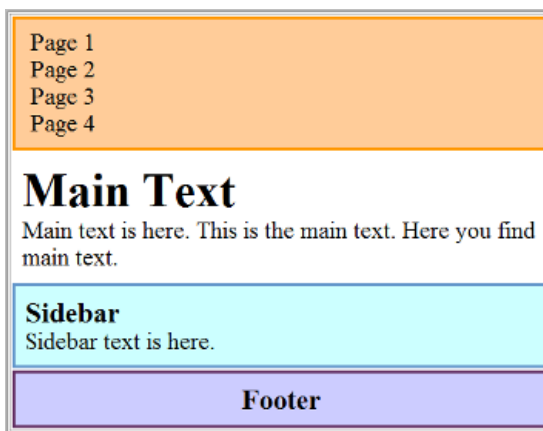 Page 1
Page 2
Page 3
Page 4
Main Text
Main text is here. This is the main text. Here you find
main text.
Sidebar
Sidebar text is here.
Footer